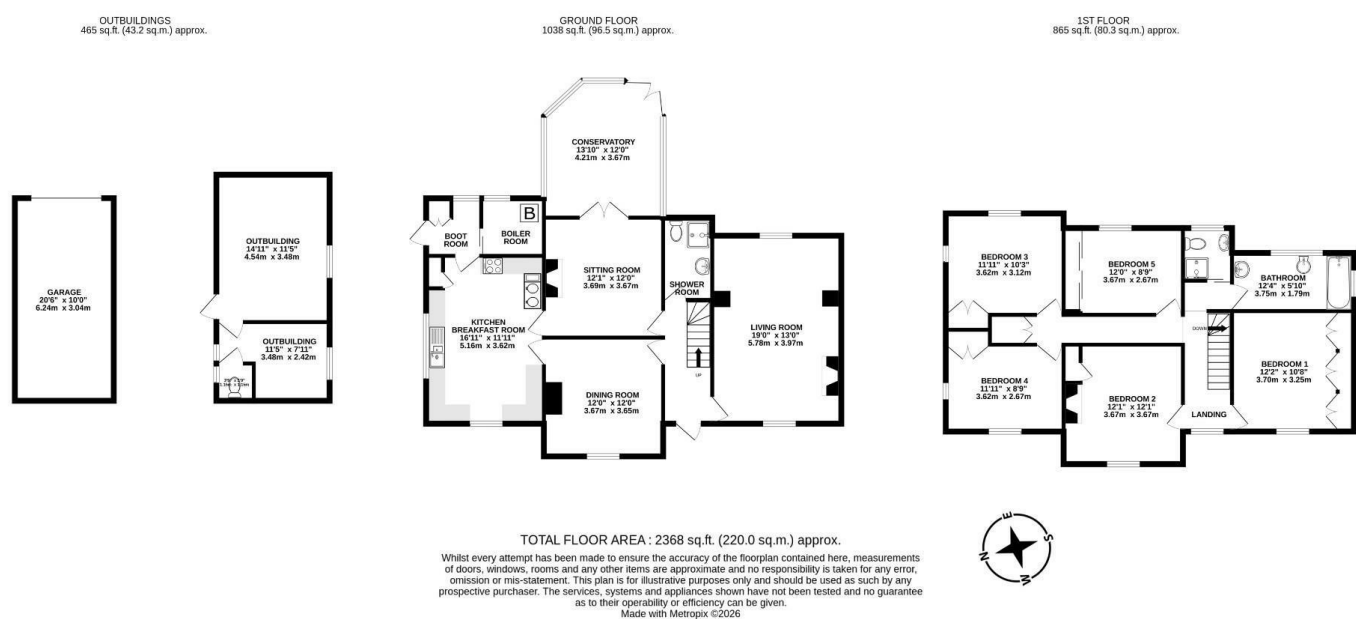 OUTBUILDINGS
465 sq.ft. (43.2 sq.m.) approx.
GROUND FLOOR
1038 sq.ft. (96.5 sq.m.) approx.
1ST FLOOR
865 sq.ft. (80.3 sq.m.) approx.
GARAGE
20'6" x 10'0"
6.24m x 3.04m
OUTBUILDING
14'11" x 11'5"
4.54m x 3.48m
OUTBUILDING
11'5" x 7'11"
3.48m x 2.42m
CONSERVATORY
13'10" x 12'0"
4.21m x 3.67m
BOOT
ROOM
B
BOILER
ROOM
SITTING ROOM
12'1" x 12'0"
3.69m x 3.67m
SHOWER
ROOM
KITCHEN
BREAKFAST ROOM
16'11" x 11'11"
5.16m x 3.62m
LIVING ROOM
19'0" x 13'0"
5.78m x 3.97m
UP
DINING ROOM
12'0" x 12'0"
3.67m x 3.65m
BEDROOM 3
11'11" x 10'3"
3.62m x 3.12m
BEDROOM 5
12'0" x 8'9"
3.67m x 2.67m
BATHROOM
12'4" x 5'10"
3.75m x 1.79m
DOWN
BEDROOM 1
12'2" x 10'8"
3.70m x 3.25m
BEDROOM 4
11'11" x 8'9"
3.62m x 2.67m
BEDROOM 2
12'1" x 12'1"
3.67m x 3.67m
LANDING
N
E
S
W
TOTAL FLOOR AREA : 2368 sq.ft. (220.0 sq.m.) approx.
Whilst every attempt has been made to ensure the accuracy of the floorplan contained here, measurements
of doors, windows, rooms and any other items are approximate and no responsibility is taken for any error,
omission or mis-statement. This plan is for illustrative purposes only and should be used as such by any
prospective purchaser. The services, systems and appliances shown have not been tested and no guarantee
as to their operability or efficiency can be given.
Made with Metropix ©2026